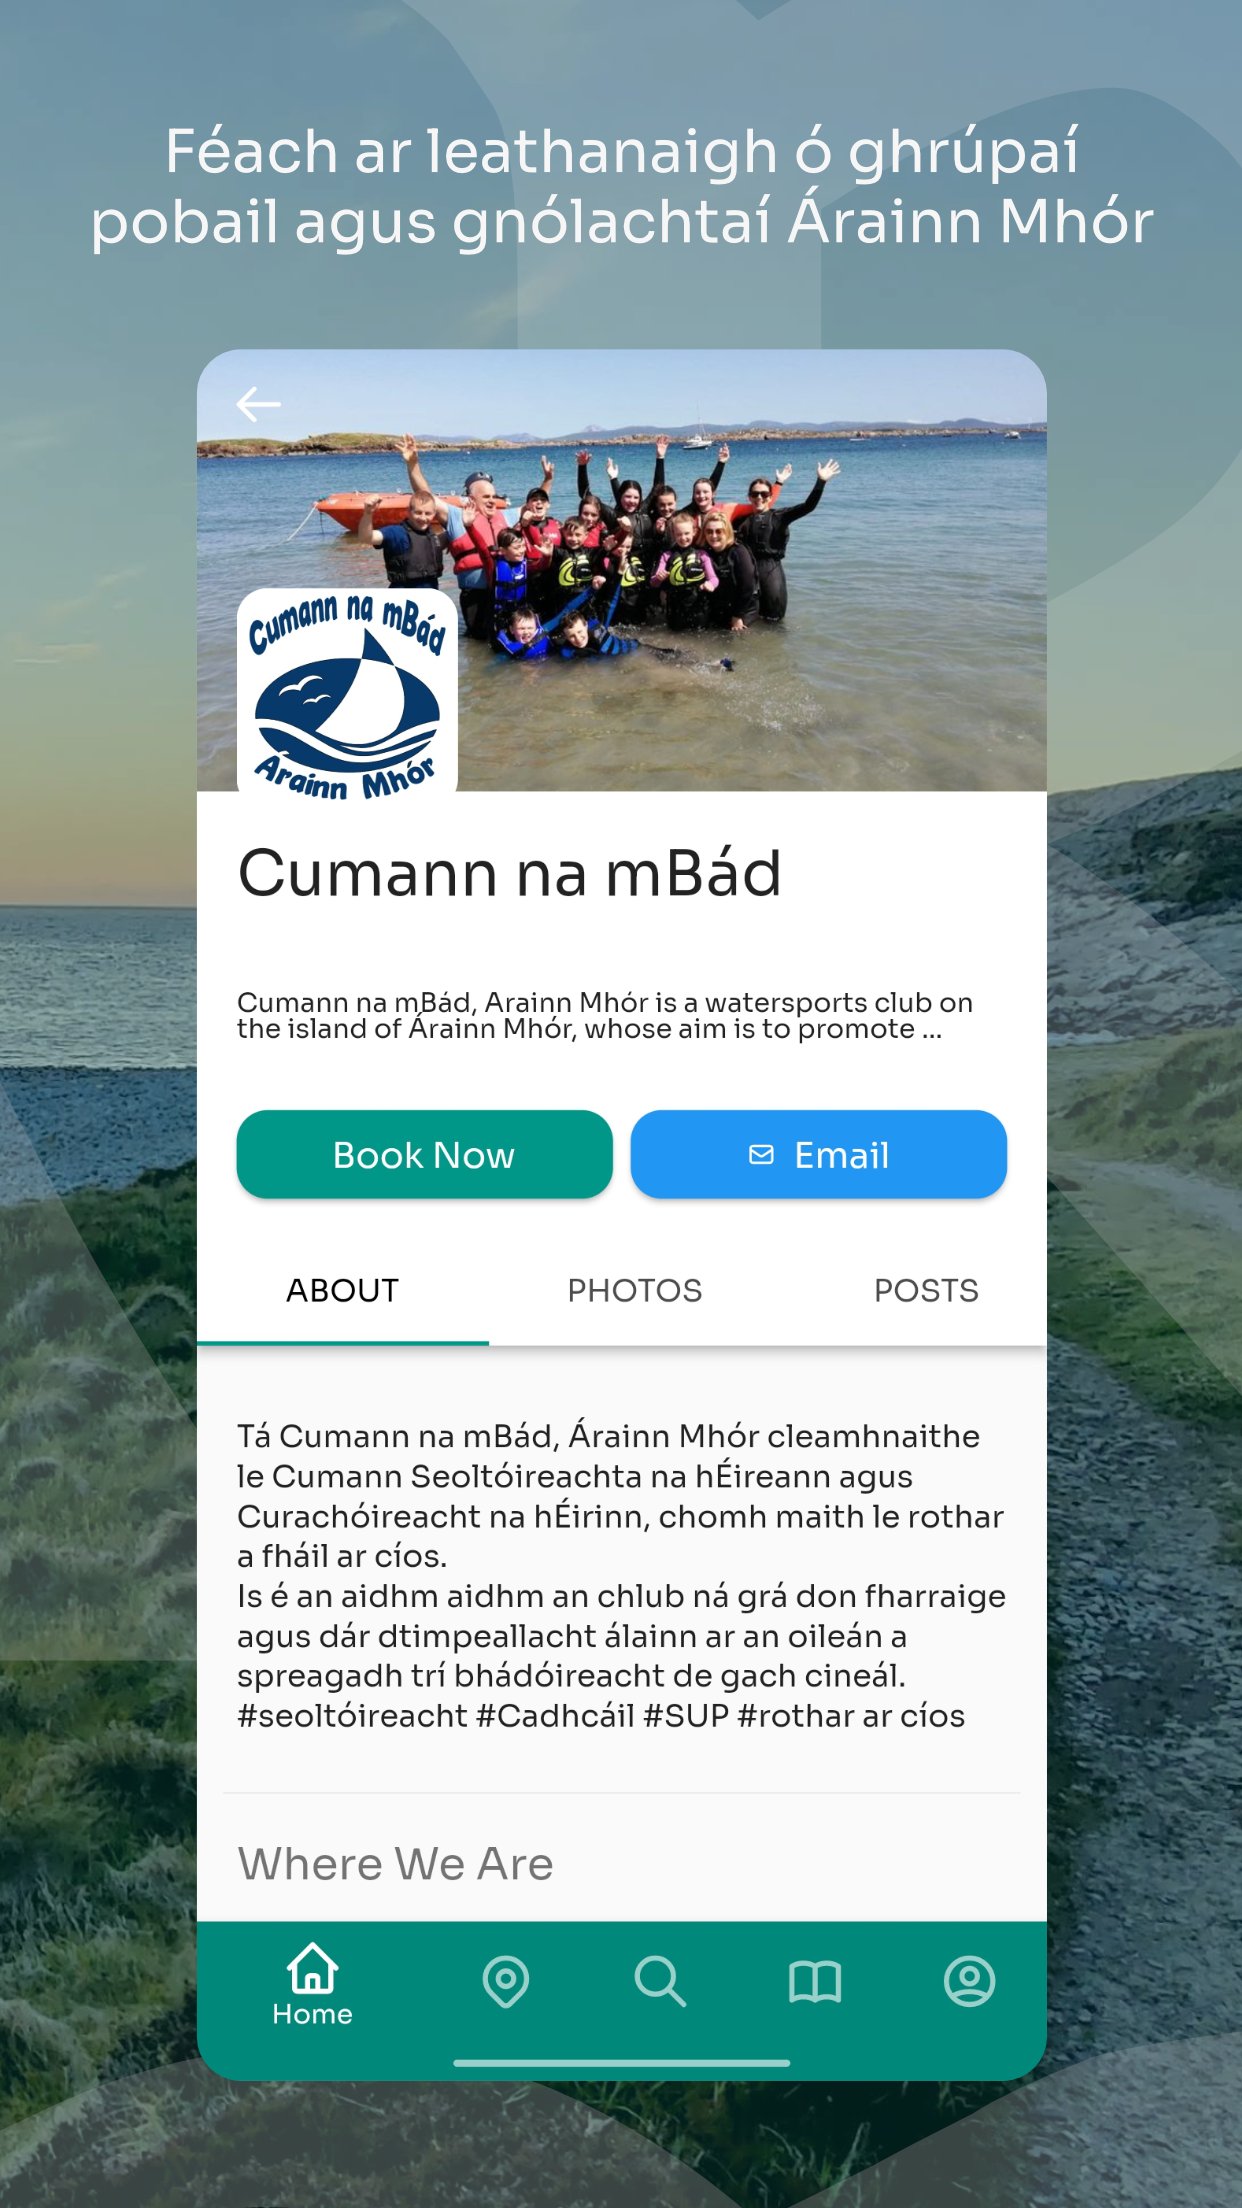 Féach ar leathanaigh ó ghrúpaí
pobail agus gnólachtaí Árainn Mhór
Cumann na mBád
Árainn Mhór
Cumann na mBád
Cumann na mBád, Arainn Mhór is a watersports club on
the island of Árainn Mhór, whose aim is to promote ...
Book Now
Email
ABOUT
PHOTOS
POSTS
Tá Cumann na mBád, Árainn Mhór cleamhnaithe
le Cumann Seoltóireachta na hÉireann agus
Curachóireacht na hÉirinn, chomh maith le rothar
a fháil ar cíos.
Is é an aidhm aidhm an chlub ná grá don fharraige
agus dár dtimpeallacht álainn ar an oileán a
spreagadh trí bhádóireacht de gach cineál.
#seoltóireacht #Cadhcáil #SUP #rothar ar cíos
Where We Are
Home